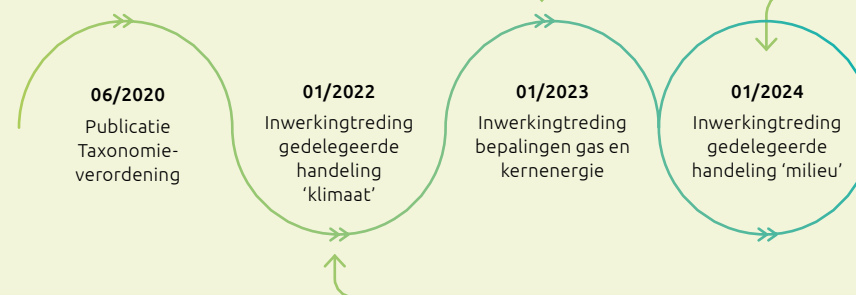 06/2020
Publicatie
Taxonomie-
verordening
01/2022
Inwerkingtreding
gedelegeerde
handeling
‘klimaat’
01/2023
Inwerkingtreding
bepalingen gas en
kernenergie
01/2024
Inwerkingtreding
gedelegeerde
handeling ‘milieu’